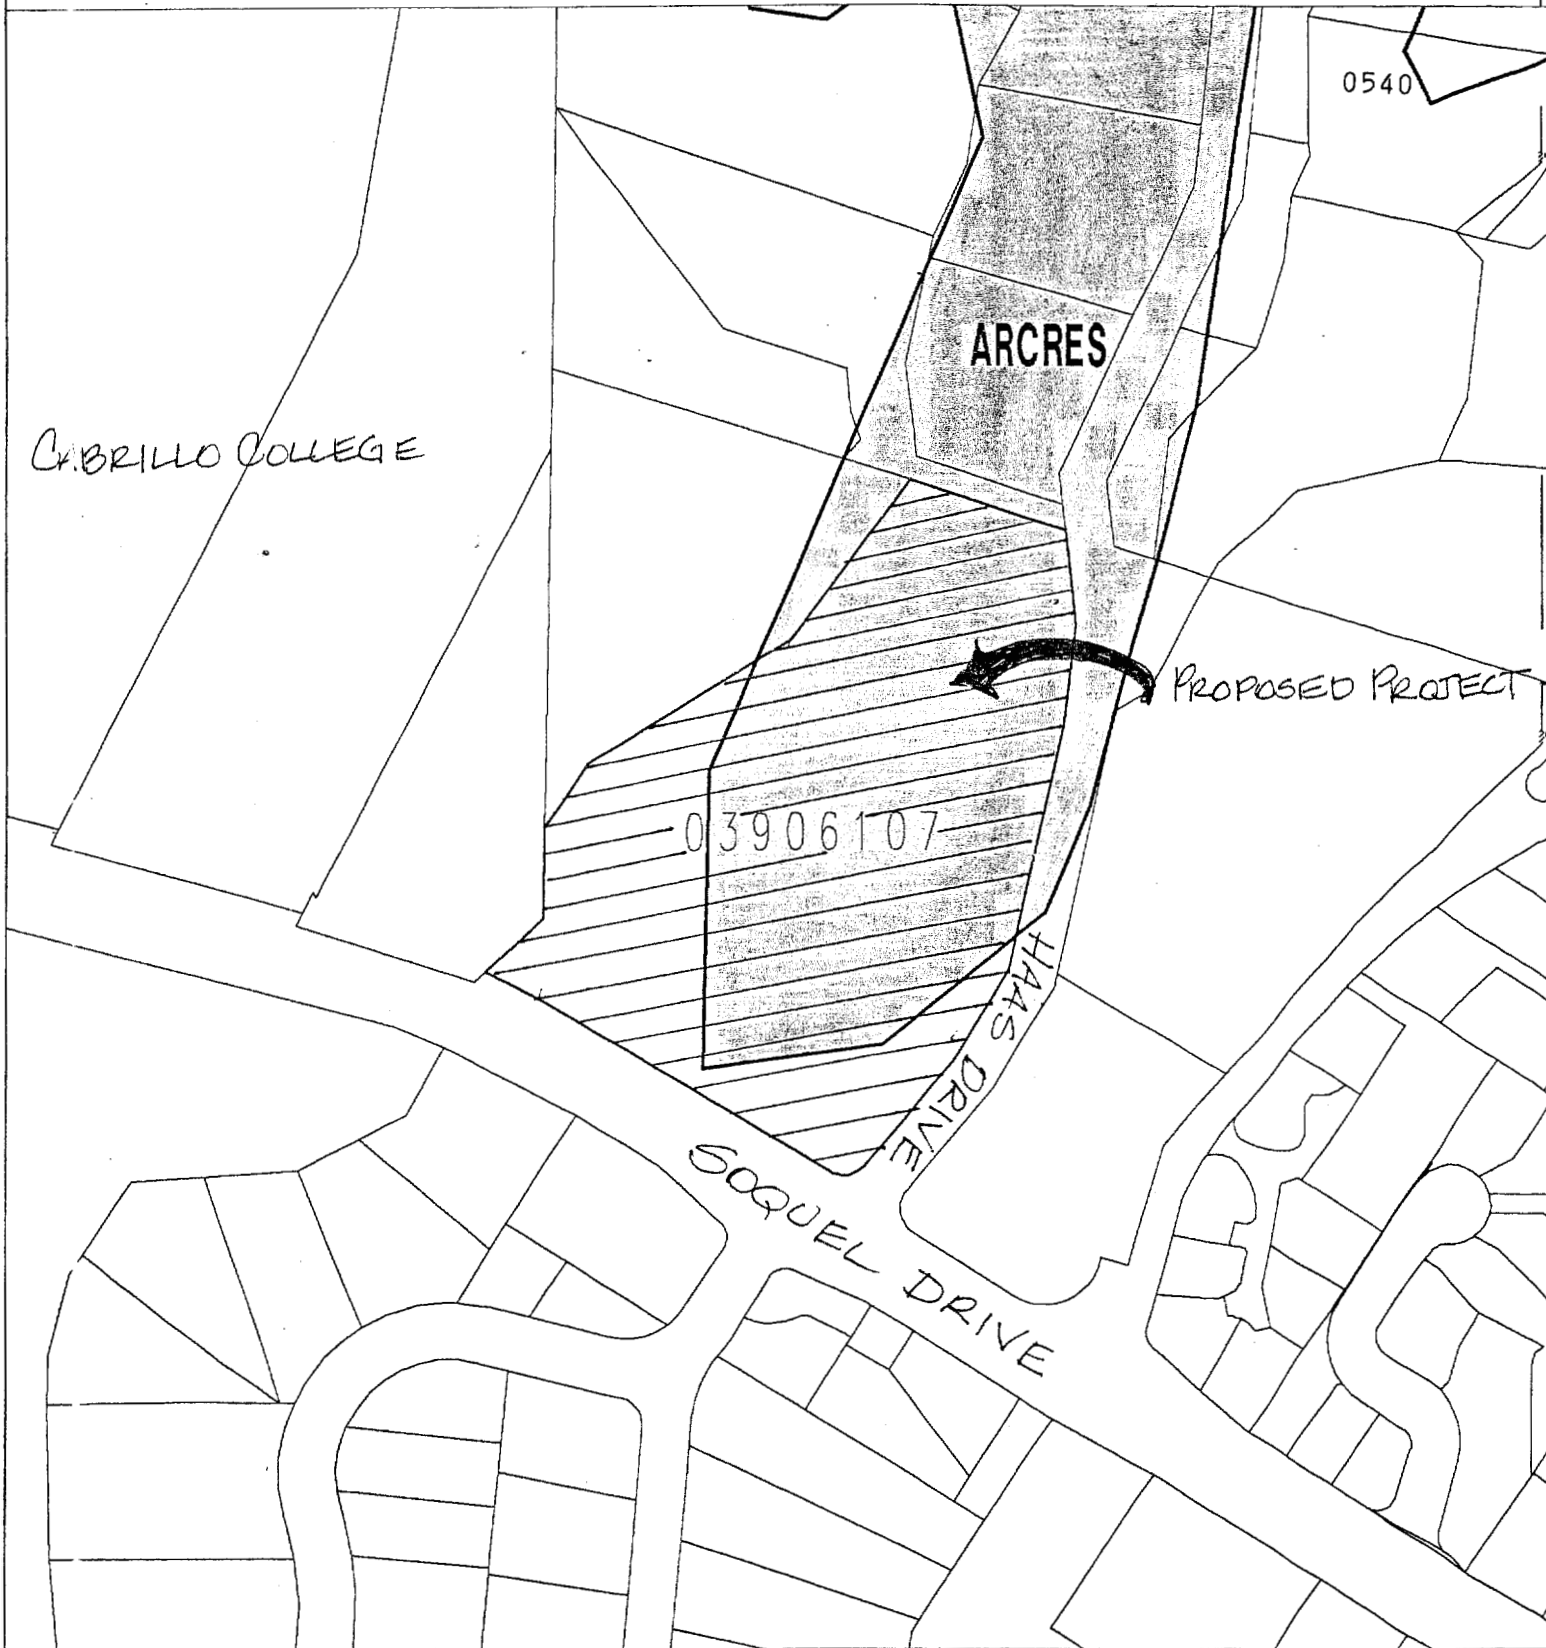 0540
ARCRES
CABRILLO COLLEGE
PROPOSED PROJECT
03906107
HAAS DRIVE
SOQUEL DRIVE